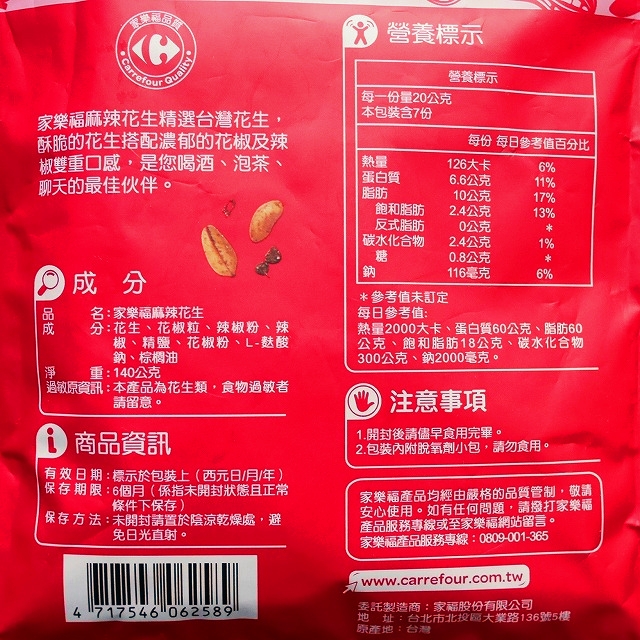 家樂福品質
Carrefour Quality
家樂福麻辣花生精選台灣花生，
酥脆的花生搭配濃郁的花椒及辣
椒雙重口感，是您喝酒、泡茶、
聊天的最佳伙伴。
成 分
品 名：家樂福麻辣花生
成 分：花生、花椒粒、辣椒粉、辣
椒、精鹽、花椒粉、L-麩酸
鈉、棕櫚油
淨 重：140公克
過敏原資訊：本產品為花生類，食物過敏者
請留意。
商品資訊
有效日期：標示於包裝上（西元日/月/年）
保存期限：6個月（係指未開封狀態且正常
條件下保存）
保存方法：未開封請置於陰涼乾燥處，避
免日光直射。
4 717546 062589
營養標示
營養標示
每一份量20公克
本包裝含7份
每份 每日參考值百分比
熱量 126大卡 6%
蛋白質 6.6公克 11%
脂肪 10公克 17%
飽和脂肪 2.4公克 13%
反式脂肪 0公克 *
碳水化合物 2.4公克 1%
糖 0.8公克 *
鈉 116毫克 6%
＊參考值未訂定
每日參考值:
熱量2000大卡、蛋白質60公克、脂肪60
公克、飽和脂肪18公克、碳水化合物
300公克、鈉2000毫克。
注意事項
1.開封後請儘早食用完畢。
2.包裝內附脫氧劑小包，請勿食用。
家樂福產品均經由嚴格的品質管制，敬請
安心使用。如有任何問題，請撥打家樂福
產品服務專線或至家樂福網站留言。
家樂福產品服務專線：0809-001-365
www.carrefour.com.tw
委託製造商：家福股份有限公司
地 址：台北市北投區大業路136號5樓
原產地：台灣